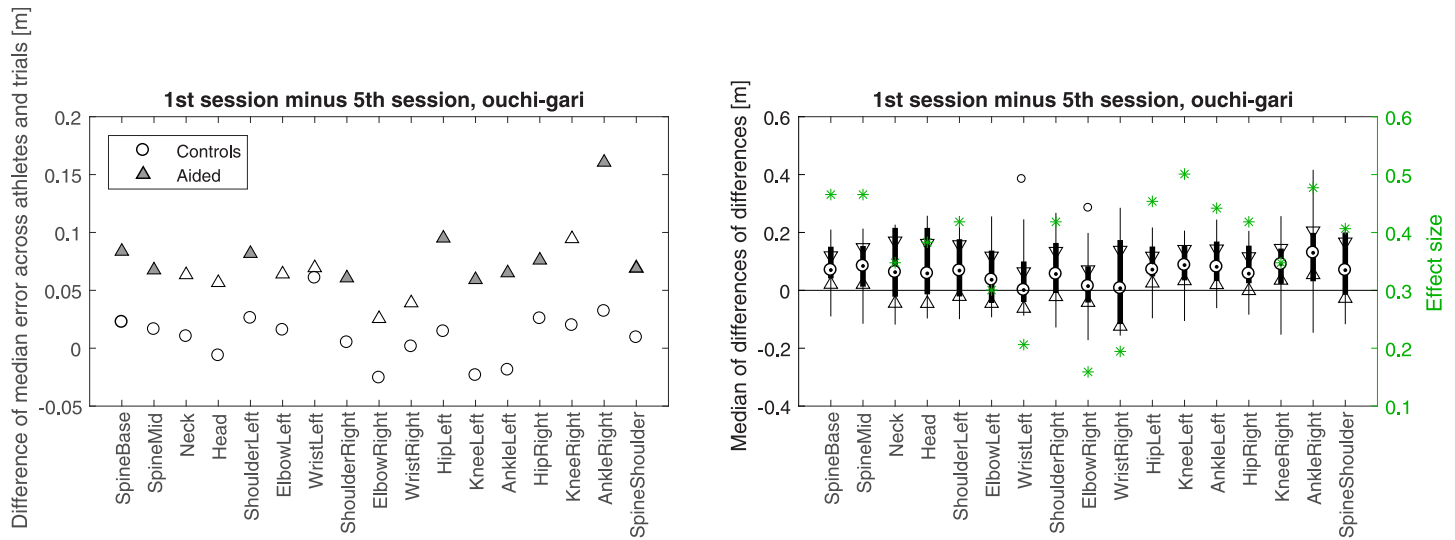 1st session minus 5th session, ouchi-gari
Difference of median error across athletes and trials [m]
0.2
0.15
0.1
0.05
0
-0.05
Controls
Aided
SpineBase
SpineMid
Neck
Head
ShoulderLeft
ElbowLeft
WristLeft
ShoulderRight
ElbowRight
WristRight
HipLeft
KneeLeft
AnkleLeft
HipRight
KneeRight
AnkleRight
SpineShoulder
1st session minus 5th session, ouchi-gari
Median of differences of differences [m]
0.6
0.4
0.2
0
-0.2
-0.4
0.6
0.5
0.4
0.3
0.2
0.1
Effect size
SpineBase
SpineMid
Neck
Head
ShoulderLeft
ElbowLeft
WristLeft
ShoulderRight
ElbowRight
WristRight
HipLeft
KneeLeft
AnkleLeft
HipRight
KneeRight
AnkleRight
SpineShoulder